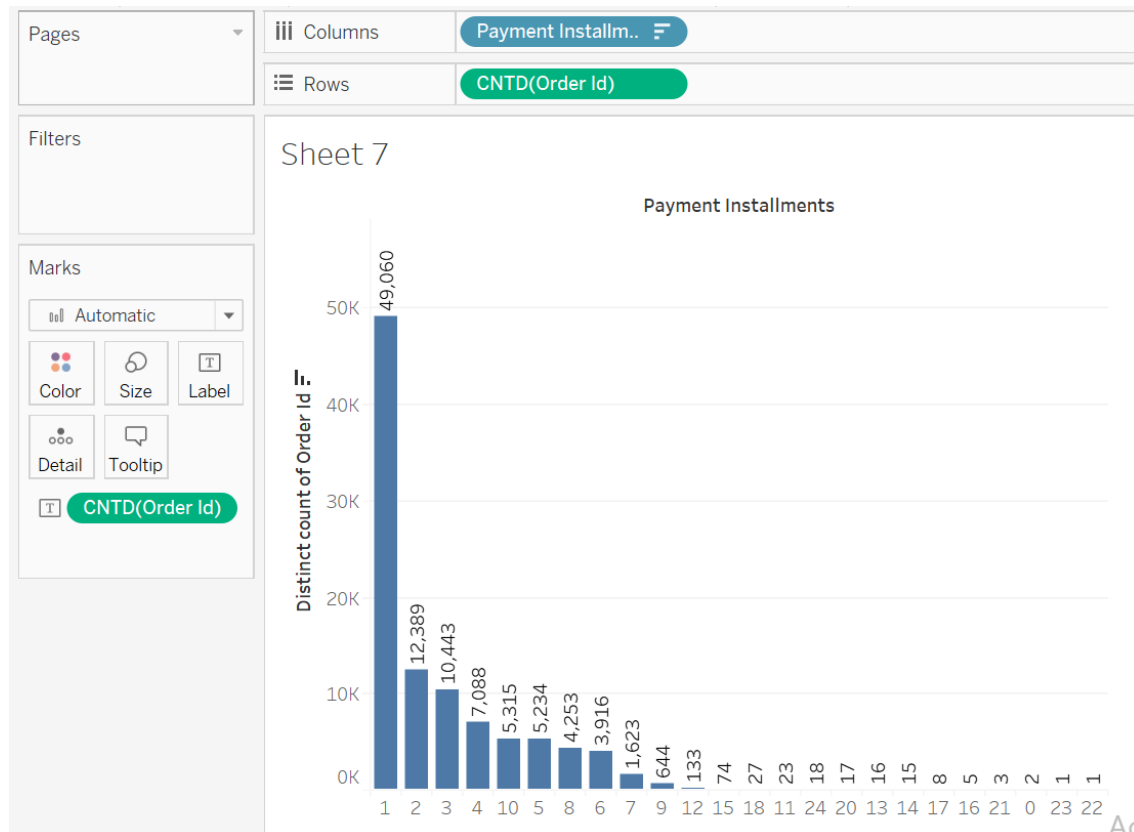 Pages
Columns
Payment Installm..
Rows
CNTD(Order Id)
Filters
Marks
Automatic
Color
Size
T
Label
Detail
Tooltip
T
CNTD(Order Id)
Sheet 7
Payment Installments
Distinct count of Order Id
50K
40K
30K
20K
10K
0K
49,060
12,389
10,443
7,088
5,315
5,234
4,253
3,916
1,623
644
133
74
27
23
18
17
16
15
8
5
3
2
1
1
1 2 3 4 10 5 8 6 7 9 12 15 18 11 24 20 13 14 17 16 21 0 23 22